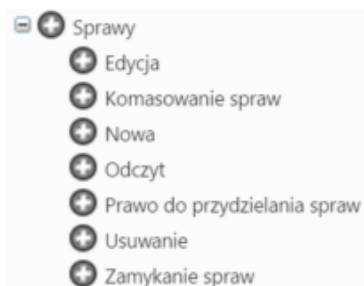 Sprawy
Edycja
Komasowanie spraw
Nowa
Odczyt
Prawo do przydzielania spraw
Usuwanie
Zamykanie spraw